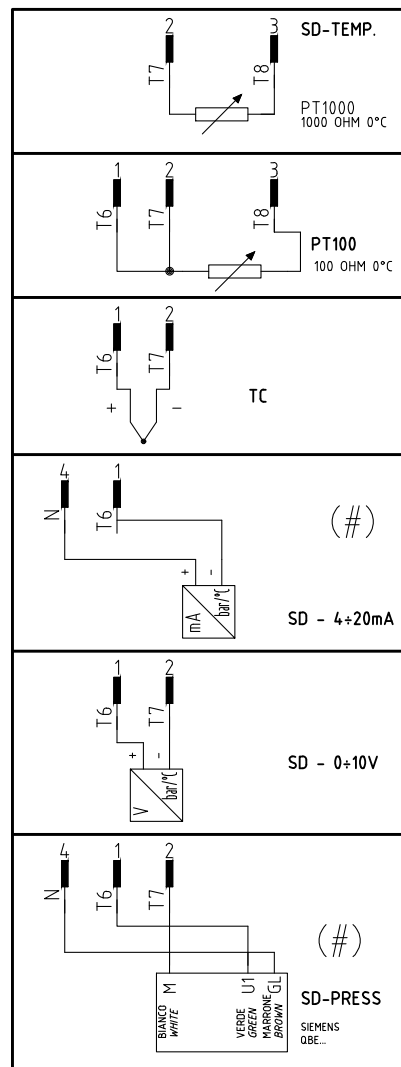 2 3 SD-TEMP.
T7 T8
PT1000
1000 OHM 0°C
1 2 3
T6 T7 T8
PT100
100 OHM 0°C
1 2
T6 T7
+ - TC
4 1
N T6 (#)
+ -
mA bar/°C
SD - 4÷20mA
1 2
T6 T7
+ -
V bar/°C
SD - 0÷10V
4 1 2
N T6 T7
(#)
M U1 GL
BIANCO VERDE MARRONE
WHITE GREEN BROWN
SD-PRESS
SIEMENS
QBE...